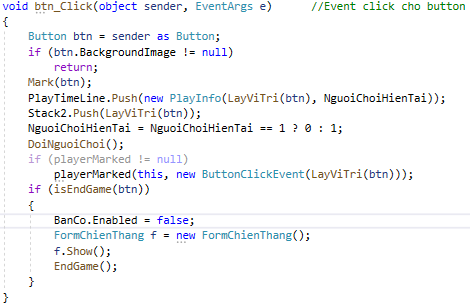 void btn_Click(object sender, EventArgs e)      //Event click cho button
{
    Button btn = sender as Button;
    if (btn.BackgroundImage != null)
        return;
    Mark(btn);
    PlayTimeLine.Push(new PlayInfo(LayViTri(btn), NguoiChoiHienTai));
    Stack2.Push(LayViTri(btn));
    NguoiChoiHienTai = NguoiChoiHienTai == 1 ? 0 : 1;
    DoiNguoiChoi();
    if (playerMarked != null)
        playerMarked(this, new ButtonClickEvent(LayViTri(btn)));
    if (isEndGame(btn))
    {
        BanCo.Enabled = false;
        FormChienThang f = new FormChienThang();
        f.Show();
        EndGame();
    }
}